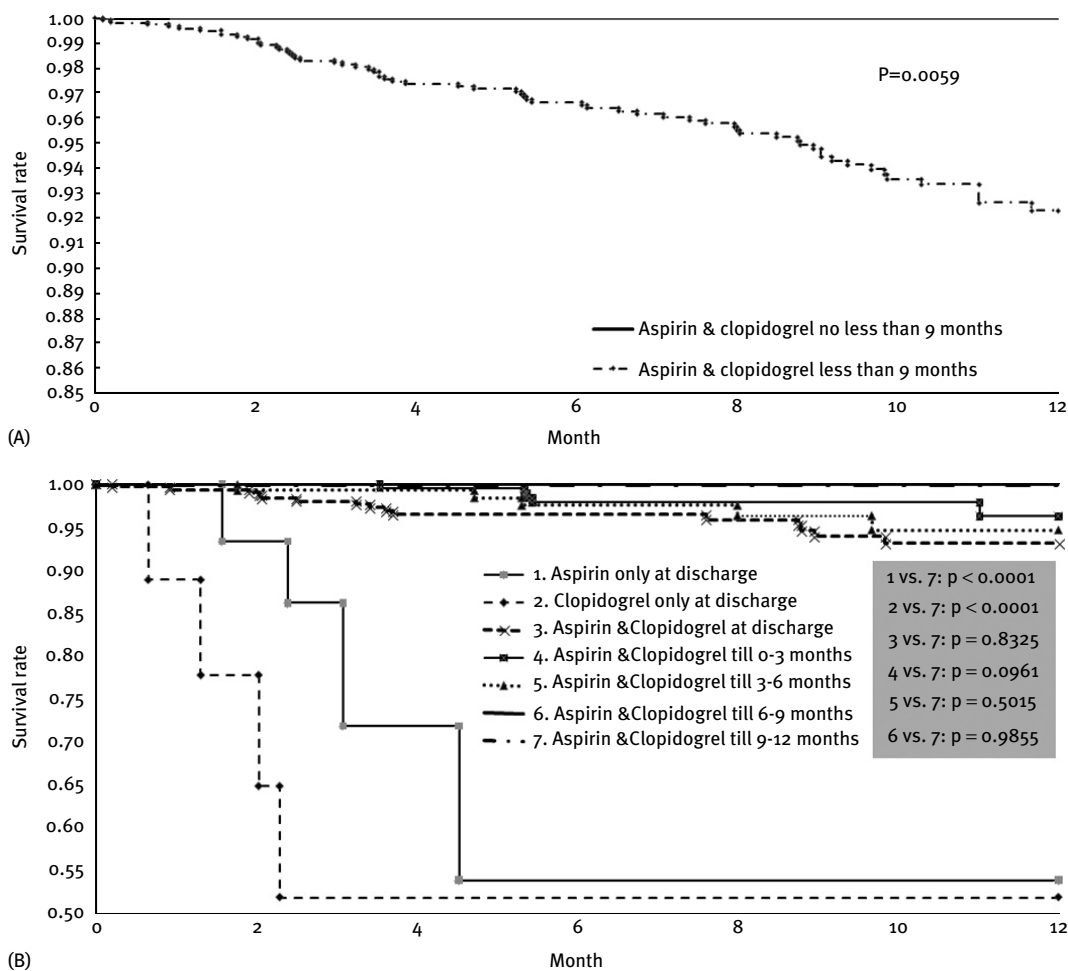 1.00
0.99
0.98
0.97
0.96
0.95
0.94
0.93
0.92
0.91
0.90
0.89
0.88
0.87
0.86
0.85
Survival rate
P=0.0059
Aspirin & clopidogrel no less than 9 months
Aspirin & clopidogrel less than 9 months
0 2 4 6 8 10 12
Month
(A)
1.00
0.95
0.90
0.85
0.80
0.75
0.70
0.65
0.60
0.55
0.50
Survival rate
1. Aspirin only at discharge
2. Clopidogrel only at discharge
3. Aspirin &Clopidogrel at discharge
4. Aspirin &Clopidogrel till 0-3 months
5. Aspirin &Clopidogrel till 3-6 months
6. Aspirin &Clopidogrel till 6-9 months
7. Aspirin &Clopidogrel till 9-12 months
1 vs. 7: p < 0.0001
2 vs. 7: p < 0.0001
3 vs. 7: p = 0.8325
4 vs. 7: p = 0.0961
5 vs. 7: p = 0.5015
6 vs. 7: p = 0.9855
0 2 4 6 8 10 12
Month
(B)